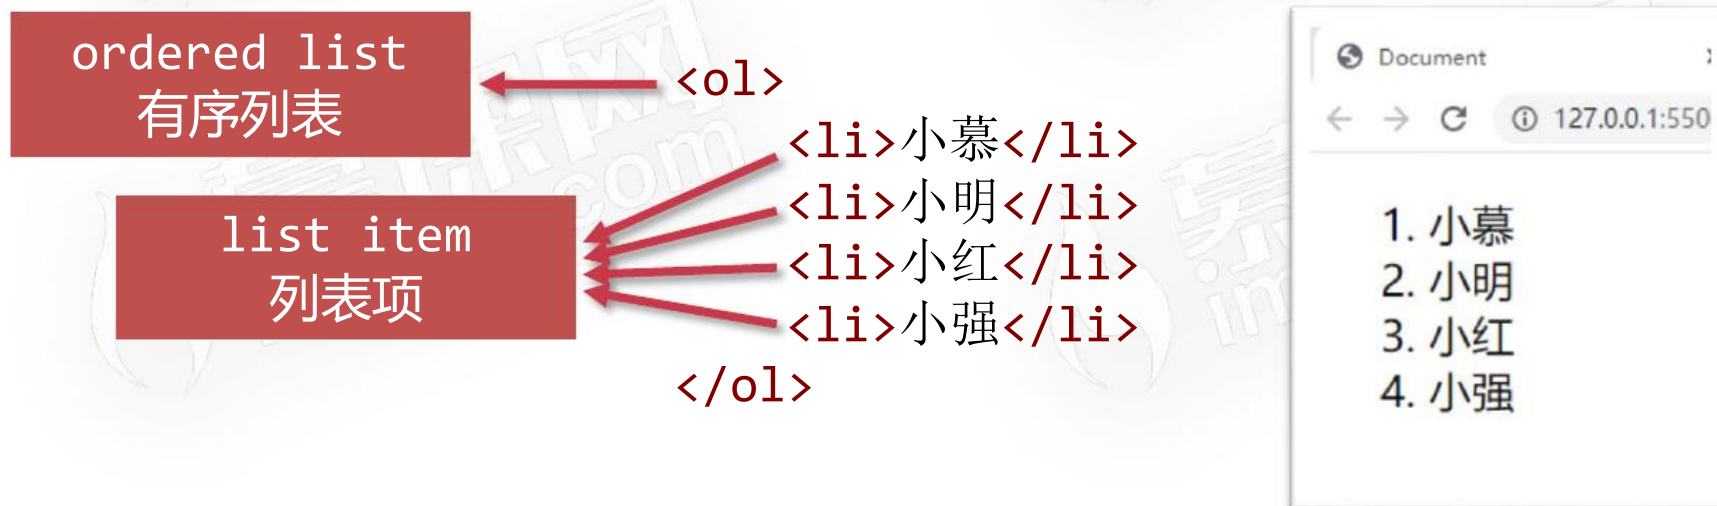 ordered list
有序列表
list item
列表项
<ol>
<li>小慕</li>
<li>小明</li>
<li>小红</li>
<li>小强</li>
</ol>
Document
127.0.0.1:550
1. 小慕
2. 小明
3. 小红
4. 小强